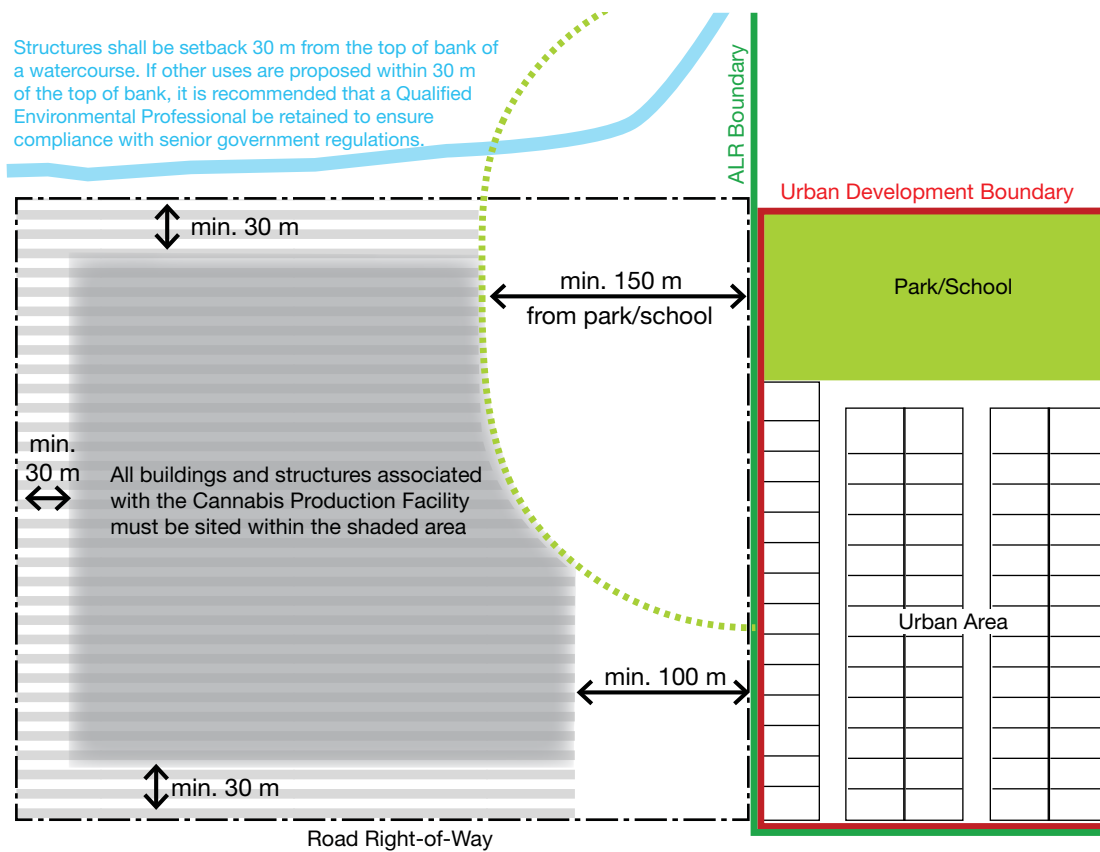 Structures shall be setback 30 m from the top of bank of
a watercourse. If other uses are proposed within 30 m
of the top of bank, it is recommended that a Qualified
Environmental Professional be retained to ensure
compliance with senior government regulations.
ALR Boundary
Urban Development Boundary
min. 30 m
min. 150 m
from park/school
Park/School
min.
30 m
All buildings and structures associated
with the Cannabis Production Facility
must be sited within the shaded area
Urban Area
min. 100 m
min. 30 m
Road Right-of-Way